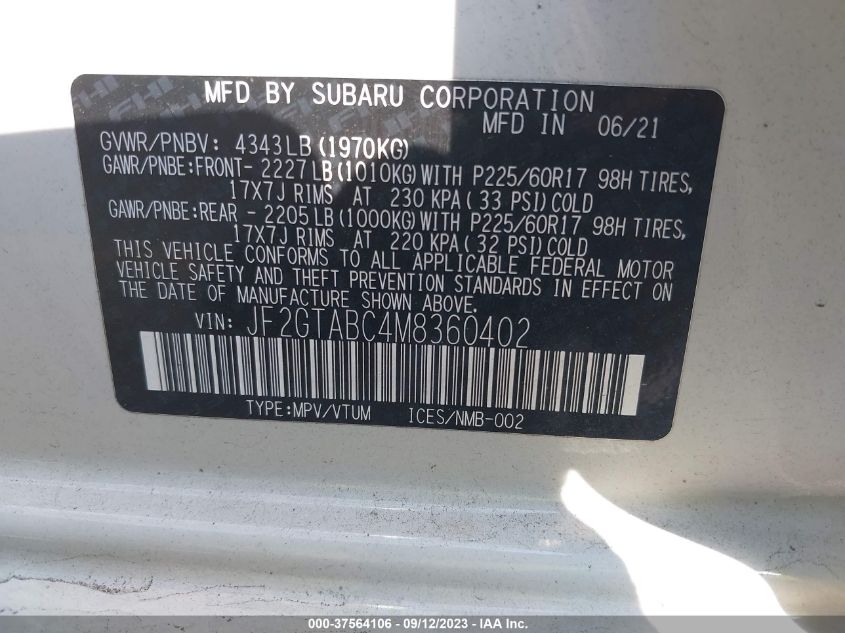 MFD BY SUBARU CORPORATION
MFD IN 06/21
GVWR/PNBV: 4343LB (1970KG)
GAWR/PNBE:FRONT- 2227LB (1010KG) WITH P225/60R17 98H TIRES,
17X7J RIMS AT 230 KPA ( 33 PSI) COLD
GAWR/PNBE:REAR - 2205LB (1000KG) WITH P225/60R17 98H TIRES,
17X7J RIMS AT 220 KPA ( 32 PSI) COLD
THIS VEHICLE CONFORMS TO ALL APPLICABLE FEDERAL MOTOR
VEHICLE SAFETY AND THEFT PREVENTION STANDARDS IN EFFECT ON
THE DATE OF MANUFACTURE SHOWN ABOVE.
VIN: JF2GTABC4M8360402
TYPE:MPV/VTUM ICES/NMB-002
000-37564106 - 09/12/2023 - IAA Inc.